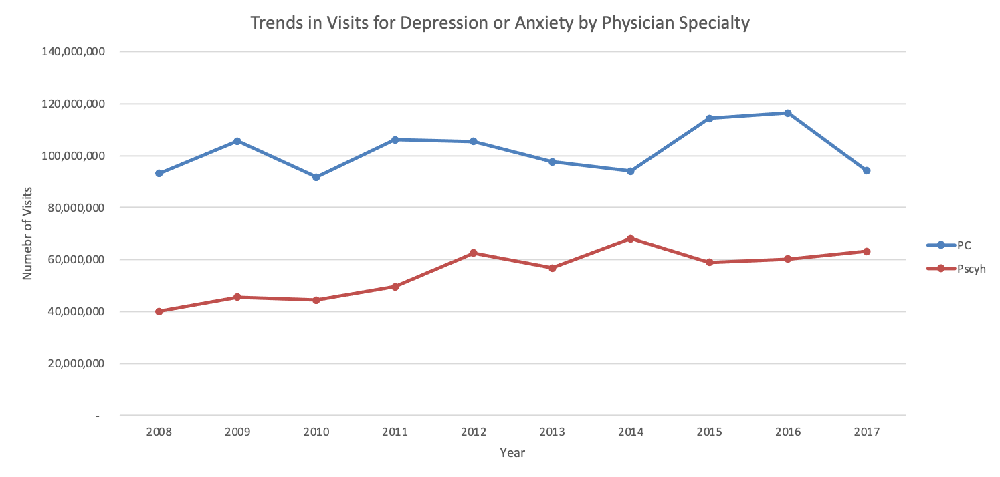 Trends in Visits for Depression or Anxiety by Physician Specialty
140,000,000
120,000,000
100,000,000
80,000,000
60,000,000
40,000,000
20,000,000
-
Numebr of Visits
PC
Pscyh
2008 2009 2010 2011 2012 2013 2014 2015 2016 2017
Year